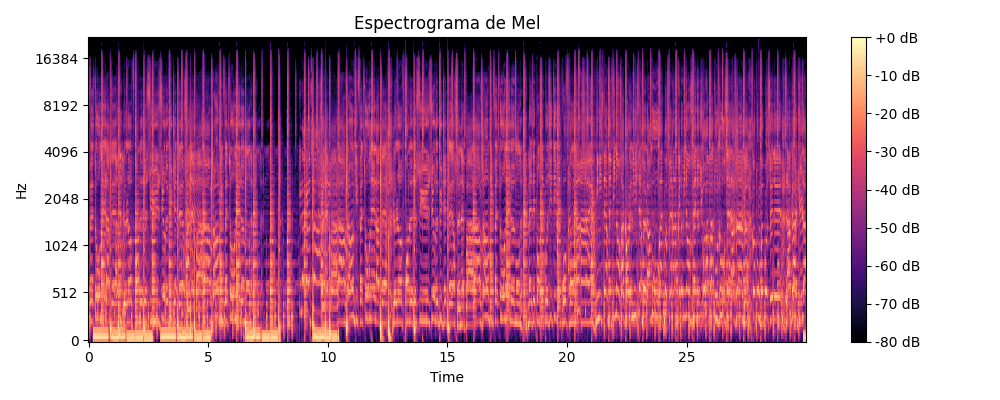 Espectrograma de Mel
Hz
16384
8192
4096
2048
1024
512
0
0 5 10 15 20 25
Time
+0 dB
-10 dB
-20 dB
-30 dB
-40 dB
-50 dB
-60 dB
-70 dB
-80 dB